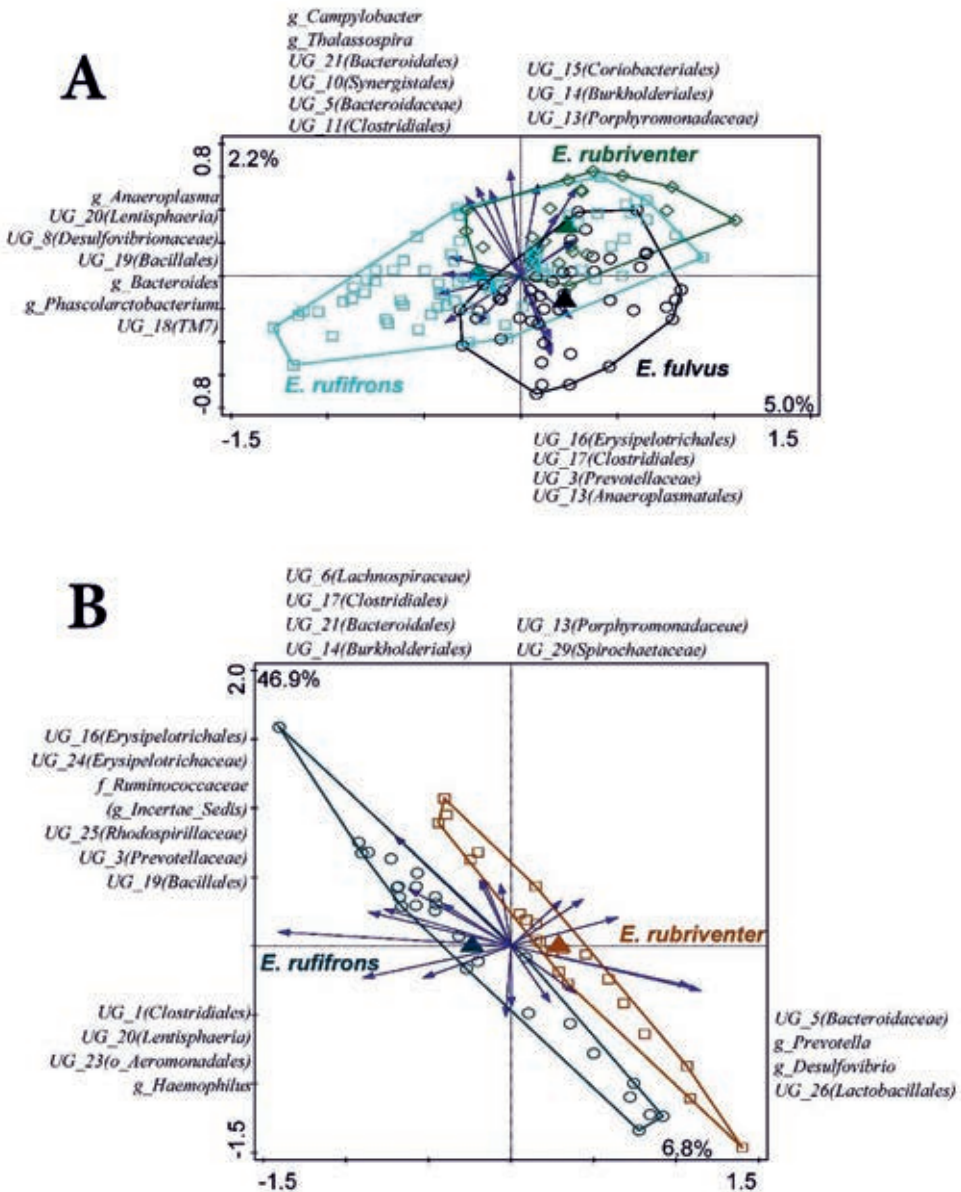 A
g_Campylobacter
g_Thalassospira
UG_21(Bacteroidales)
UG_10(Synergistales)
UG_5(Bacteroidaceae)
UG_11(Clostridiales)
UG_15(Coriobacteriales)
UG_14(Burkholderiales)
UG_13(Porphyromonadaceae)
0.8
2.2%
E. rubriventer
g_Anaeroplasma
UG_20(Lentisphaeria)
UG_8(Desulfovibrionaceae)
UG_19(Bacillales)
g_Bacteroides
g_Phascolarctobacterium
UG_18(TM7)
E. rufifrons
E. fulvus
-0.8
5.0%
-1.5
1.5
UG_16(Erysipelotrichales)
UG_17(Clostridiales)
UG_3(Prevotellaceae)
UG_13(Anaeroplasmatales)
B
UG_6(Lachnospiraceae)
UG_17(Clostridiales)
UG_21(Bacteroidales)
UG_14(Burkholderiales)
UG_13(Porphyromonadaceae)
UG_29(Spirochaetaceae)
2.0
46.9%
UG_16(Erysipelotrichales)
UG_24(Erysipelotrichaceae)
f_Ruminococcaceae
(g_Incertae_Sedis)
UG_25(Rhodospirillaceae)
UG_3(Prevotellaceae)
UG_19(Bacillales)
E. rufifrons
E. rubriventer
UG_1(Clostridiales)
UG_20(Lentisphaeria)
UG_23(o_Aeromonadales)
g_Haemophilus
UG_5(Bacteroidaceae)
g_Prevotella
g_Desulfovibrio
UG_26(Lactobacillales)
-1.5
6.8%
-1.5
1.5